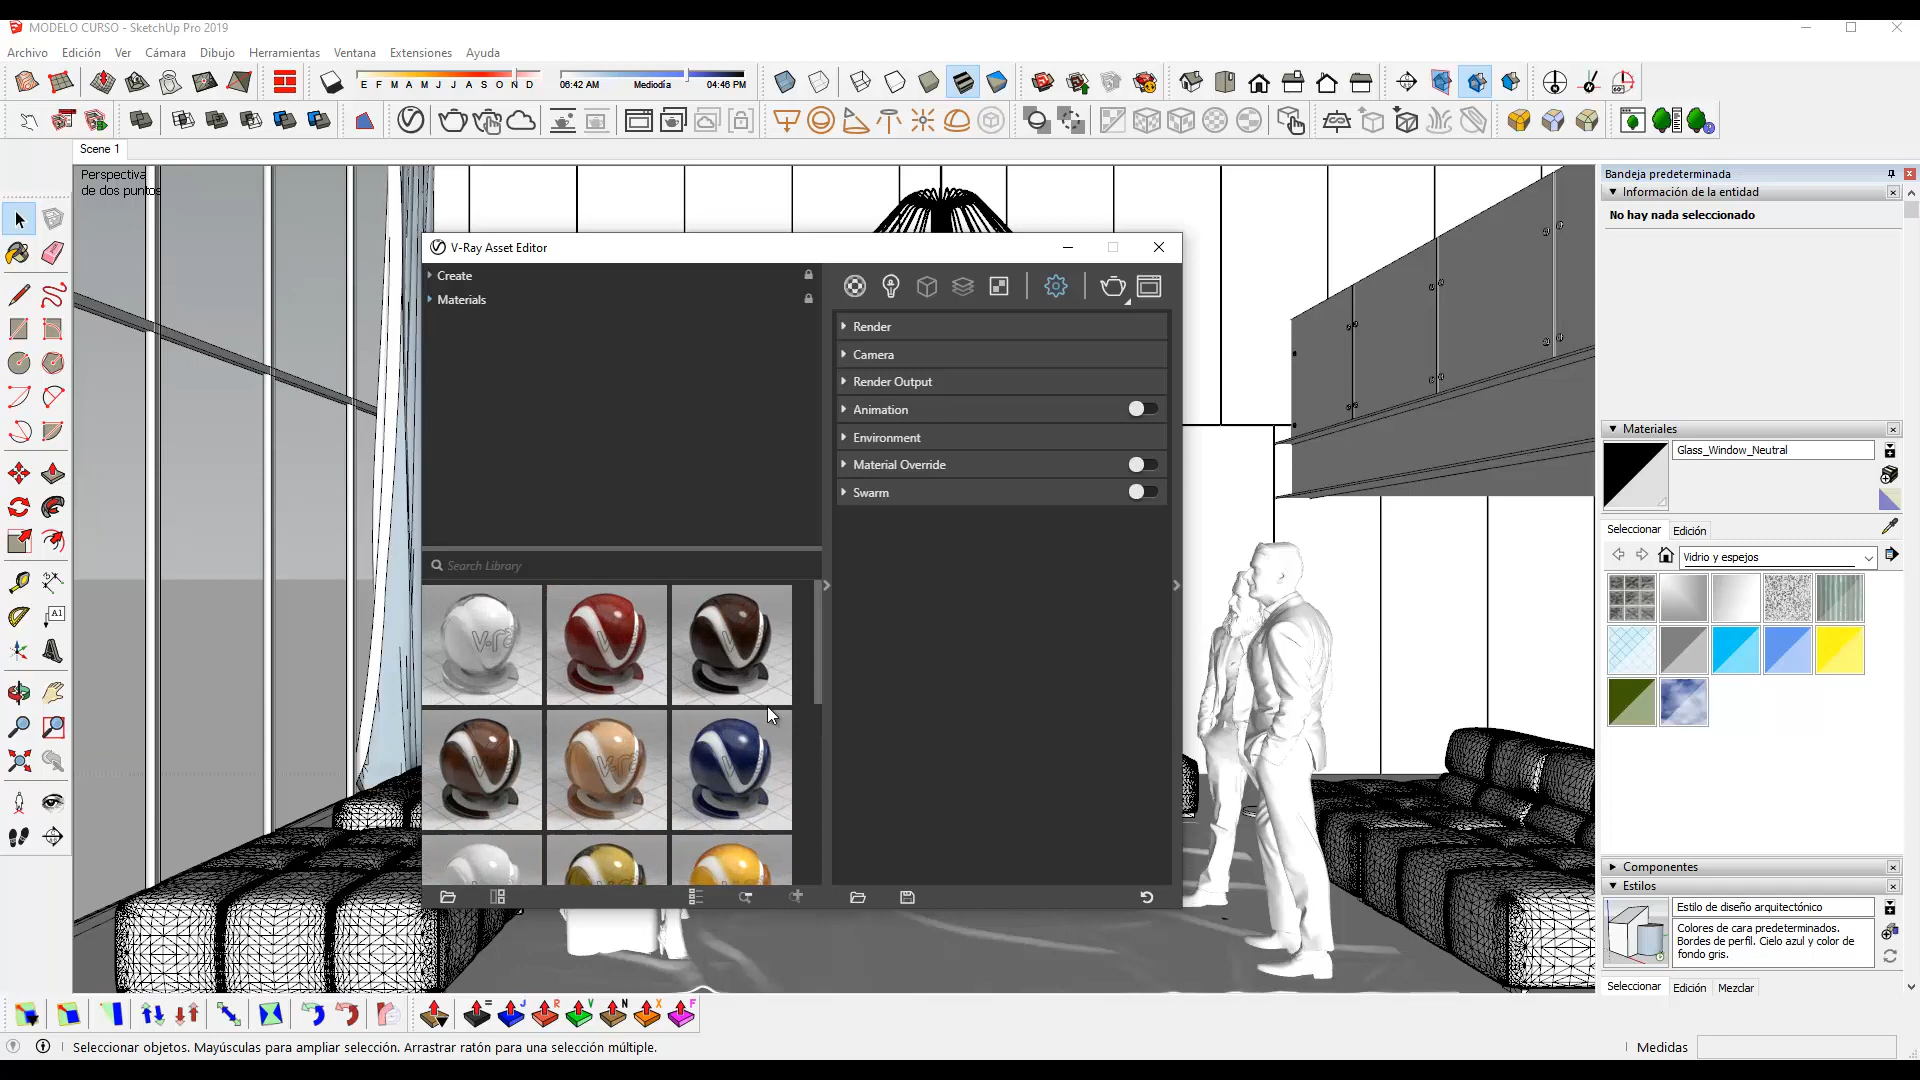 MODELO CURSO - SketchUp Pro 2019
Archivo Edición Ver Cámara Dibujo Herramientas Ventana Extensiones Ayuda
E F M A M J J A S O N D
06:42 AM Mediodía 04:46 PM
Scene 1
Perspectiva
de dos puntos
Bandeja predeterminada
Información de la entidad
No hay nada seleccionado
V-Ray Asset Editor
Create
Materials
Render
Camera
Render Output
Animation
Environment
Material Override
Swarm
Search Library
A1
Materiales
Glass_Window_Neutral
Seleccionar Edición
Vidrio y espejos
Componentes
Estilos
Estilo de diseño arquitectónico
Colores de cara predeterminados.
Bordes de perfil. Cielo azul y color de
fondo gris.
Seleccionar Edición Mezclar
= J R V N X F
Seleccionar objetos. Mayúsculas para ampliar selección. Arrastrar ratón para una selección múltiple.
Medidas